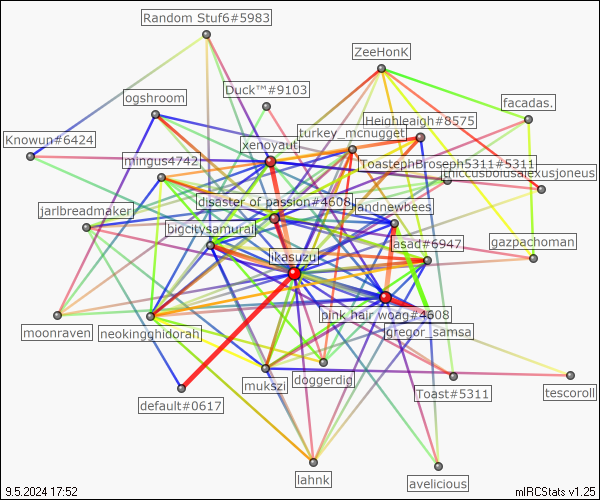 Random Stuf6#5983
ZeeHonK
Duck™#9103
ogshroom
facadas.
Heighleaigh#8575
turkey_mcnugget
Knowun#6424
xenoyaut
mingus4742
ToastephBroseph5311#5311
thiccusboiusalexusjoneus
disaster of passion#4608
handnewbees
jarlbreadmaker
bigcitysamurai
asad#6947
gazpachoman
ikasuzui
pink hair woag#4608
moonraven
neokingghidorah
gregor_samsa
doggerdig
mukszi
Toast#5311
tescoroll
default#0617
lahnk
avelicious
9.5.2024 17:52
mIRCStats v1.25